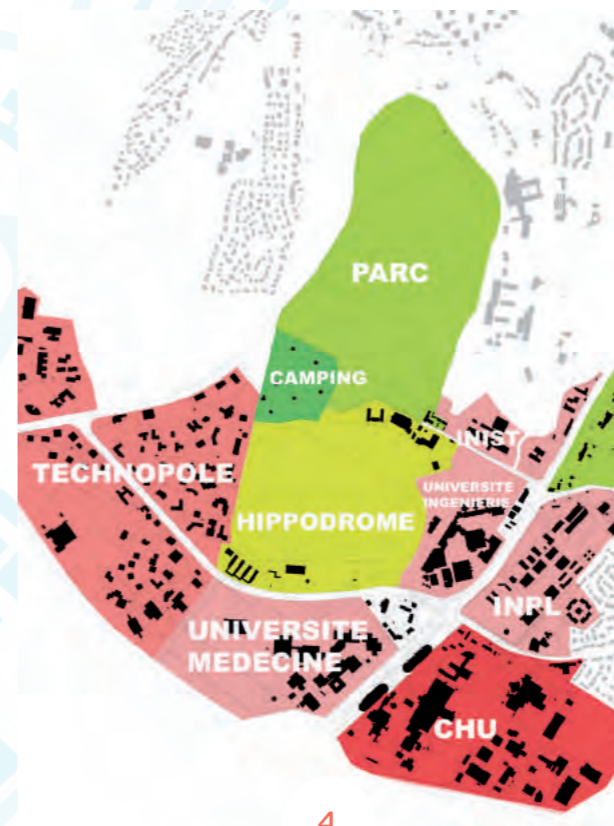 PARC
CAMPING
INIST
TECHNOPOLE
UNIVERSITE
INGENIERIE
HIPPODROME
INPL
UNIVERSITE
MEDECINE
CHU
4